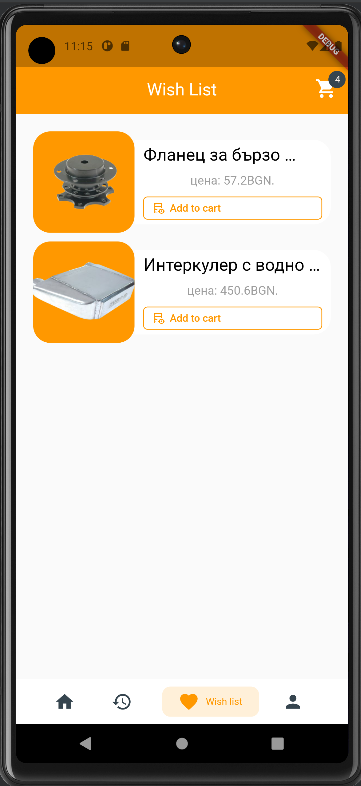 11:15
DEBUG
Wish List
4
Фланец за бързо ...
цена: 57.2BGN.
Add to cart
Интеркулер с водно ...
цена: 450.6BGN.
Add to cart
Wish list